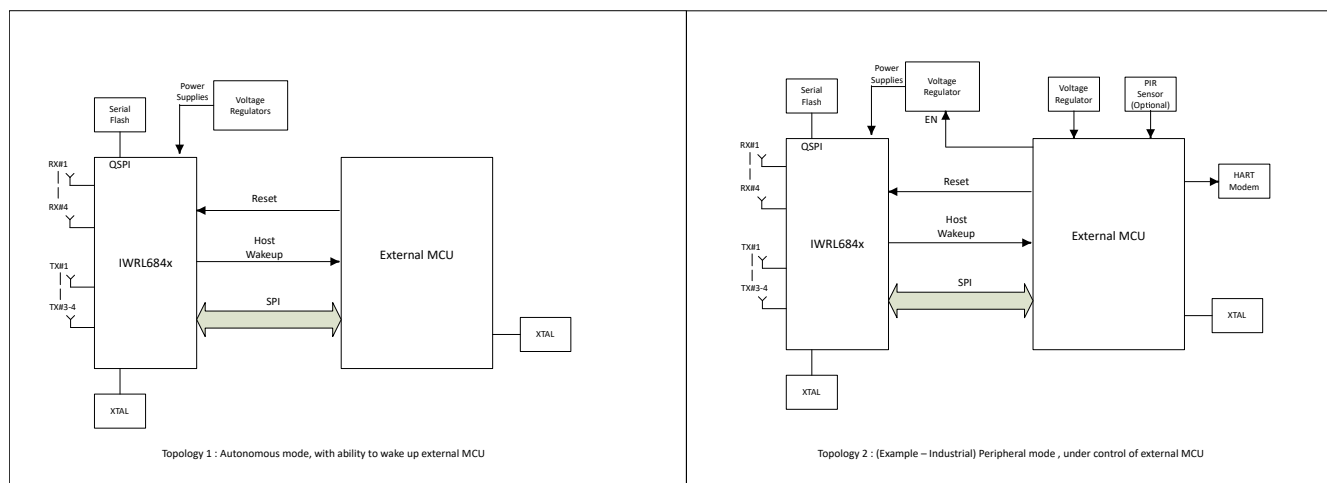 Power
Supplies
Voltage
Regulators
Serial
Flash
QSPI
RX#1
RX#4
TX#1
TX#3-4
IWRL684x
Reset
Host
Wakeup
SPI
External MCU
XTAL
XTAL
Topology 1 : Autonomous mode, with ability to wake up external MCU
Power
Supplies
Voltage
Regulator
EN
Serial
Flash
Voltage
Regulator
PIR
Sensor
(Optional)
QSPI
RX#1
RX#4
TX#1
TX#3-4
IWRL684x
Reset
Host
Wakeup
SPI
External MCU
HART
Modem
XTAL
XTAL
Topology 2 : (Example – Industrial) Peripheral mode , under control of external MCU